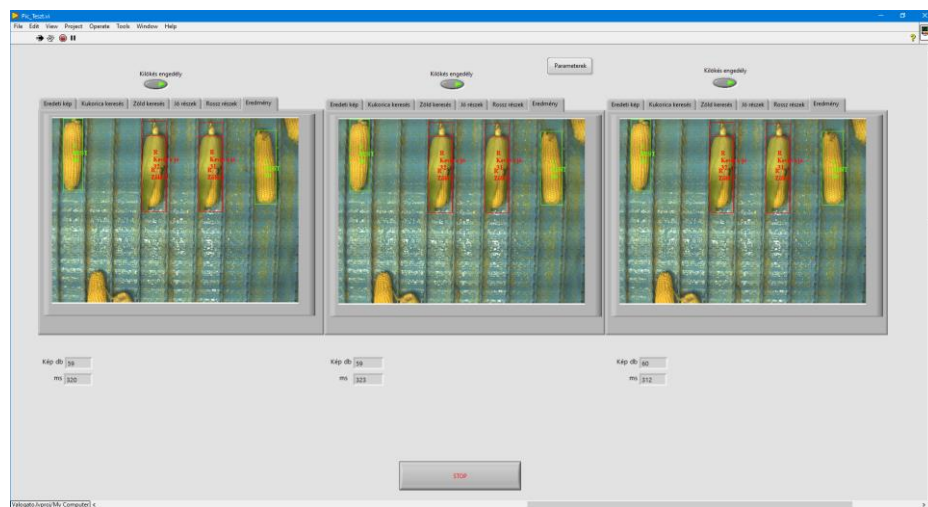 Pic_Teszt.vi
File Edit View Project Operate Tools Window Help
Parameterek
Kilökés engedély
Kilökés engedély
Kilökés engedély
Eredeti kép Kukorica keresés Zöld keresés Jó részek Rossz részek Eredmény
Eredeti kép Kukorica keresés Zöld keresés Jó részek Rossz részek Eredmény
Eredeti kép Kukorica keresés Zöld keresés Jó részek Rossz részek Eredmény
Kép db 59
ms 320
Kép db 59
ms 323
Kép db 60
ms 312
STOP
Valogato.lvproj/My Computer